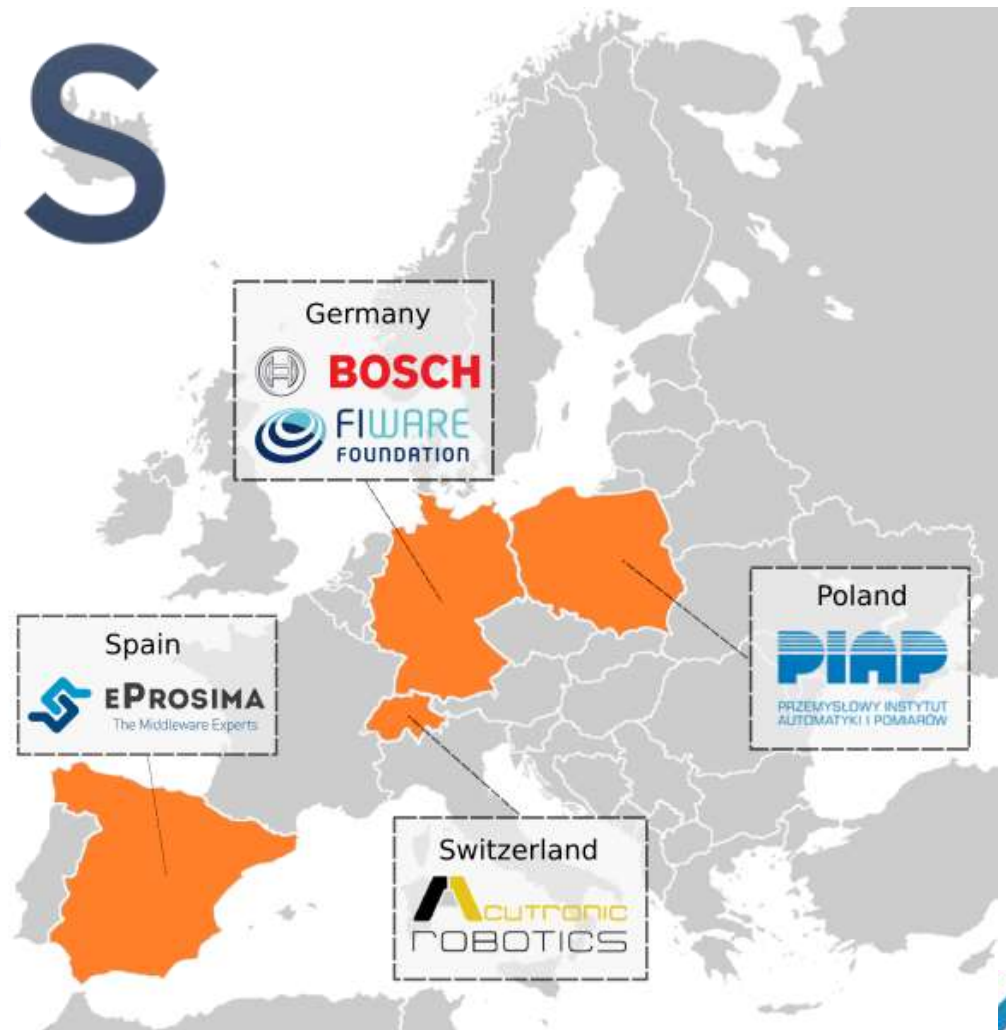 S
Germany
BOSCH
FIWARE
FOUNDATION
Spain
EPROSIMA
The Middleware Experts
Poland
PIAP
PRZEMYSŁOWY INSTYTUT
AUTOMATYKI I POMIARÓW
Switzerland
ACUTRONIC
ROBOTICS